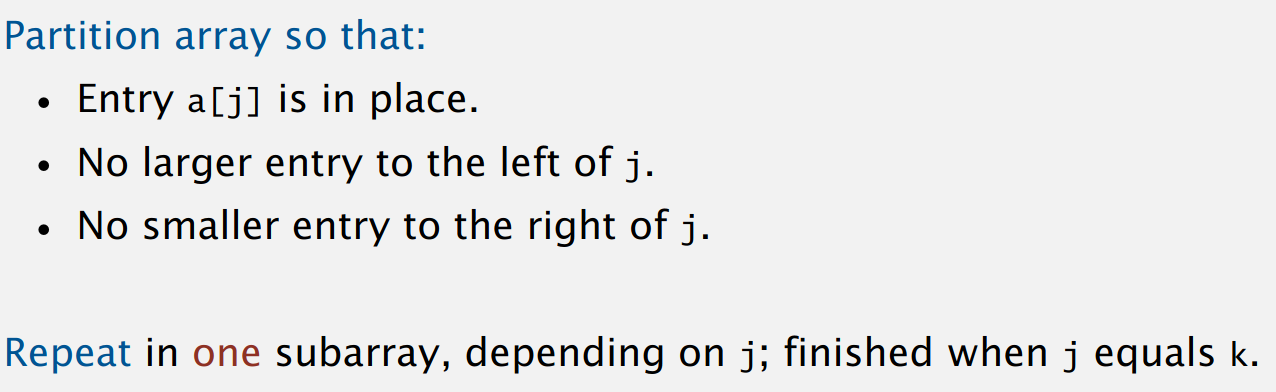 Partition array so that:
• Entry a[j] is in place.
• No larger entry to the left of j.
• No smaller entry to the right of j.
Repeat in one subarray, depending on j; finished when j equals k.